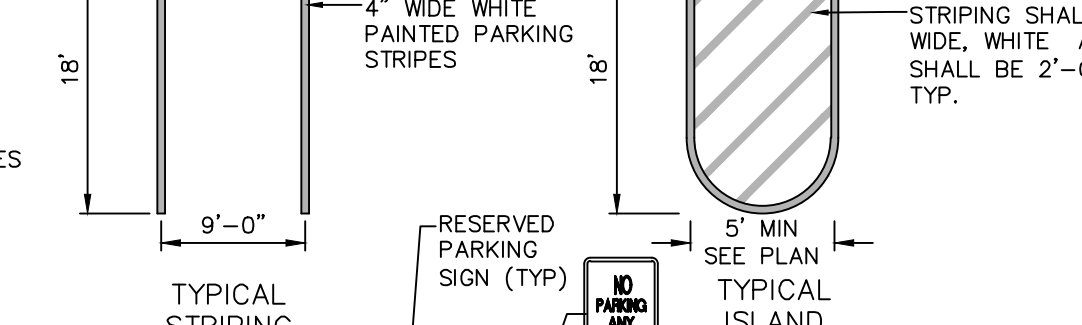 4" WIDE WHITE
PAINTED PARKING
STRIPES
18'
9'-0"
TYPICAL
STRIPING
RESERVED
PARKING
SIGN (TYP)
NO
PARKING
ANY
18'
STRIPING SHAL
WIDE, WHITE
SHALL BE 2'-
TYP.
5' MIN
SEE PLAN
TYPICAL
ISLAND